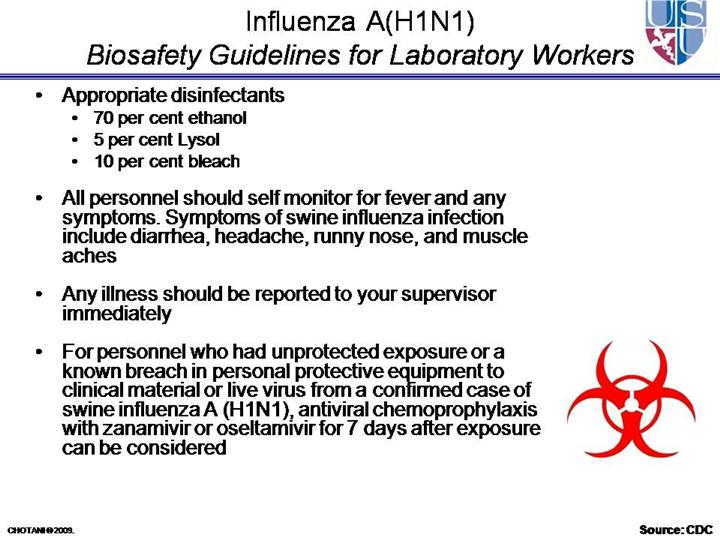 Influenza A(H1N1)
Biosafety Guidelines for Laboratory Workers
• Appropriate disinfectants
• 70 per cent ethanol
• 5 per cent Lysol
• 10 per cent bleach
• All personnel should self monitor for fever and any
symptoms. Symptoms of swine influenza infection
include diarrhea, headache, runny nose, and muscle
aches
• Any illness should be reported to your supervisor
immediately
• For personnel who had unprotected exposure or a
known breach in personal protective equipment to
clinical material or live virus from a confirmed case of
swine influenza A (H1N1), antiviral chemoprophylaxis
with zanamivir or oseltamivir for 7 days after exposure
can be considered
CHOTANI© 2009.
Source: CDC